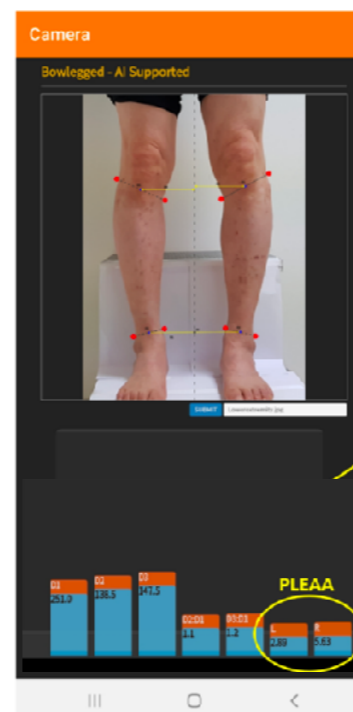 Camera
Bowlegged - AI Supported
SUBMIT
PLEAA
D1 D2 D3 D2:D1 D3:D1 L R
251.0 138.5 147.5 1.1 1.2 2.89 5.63